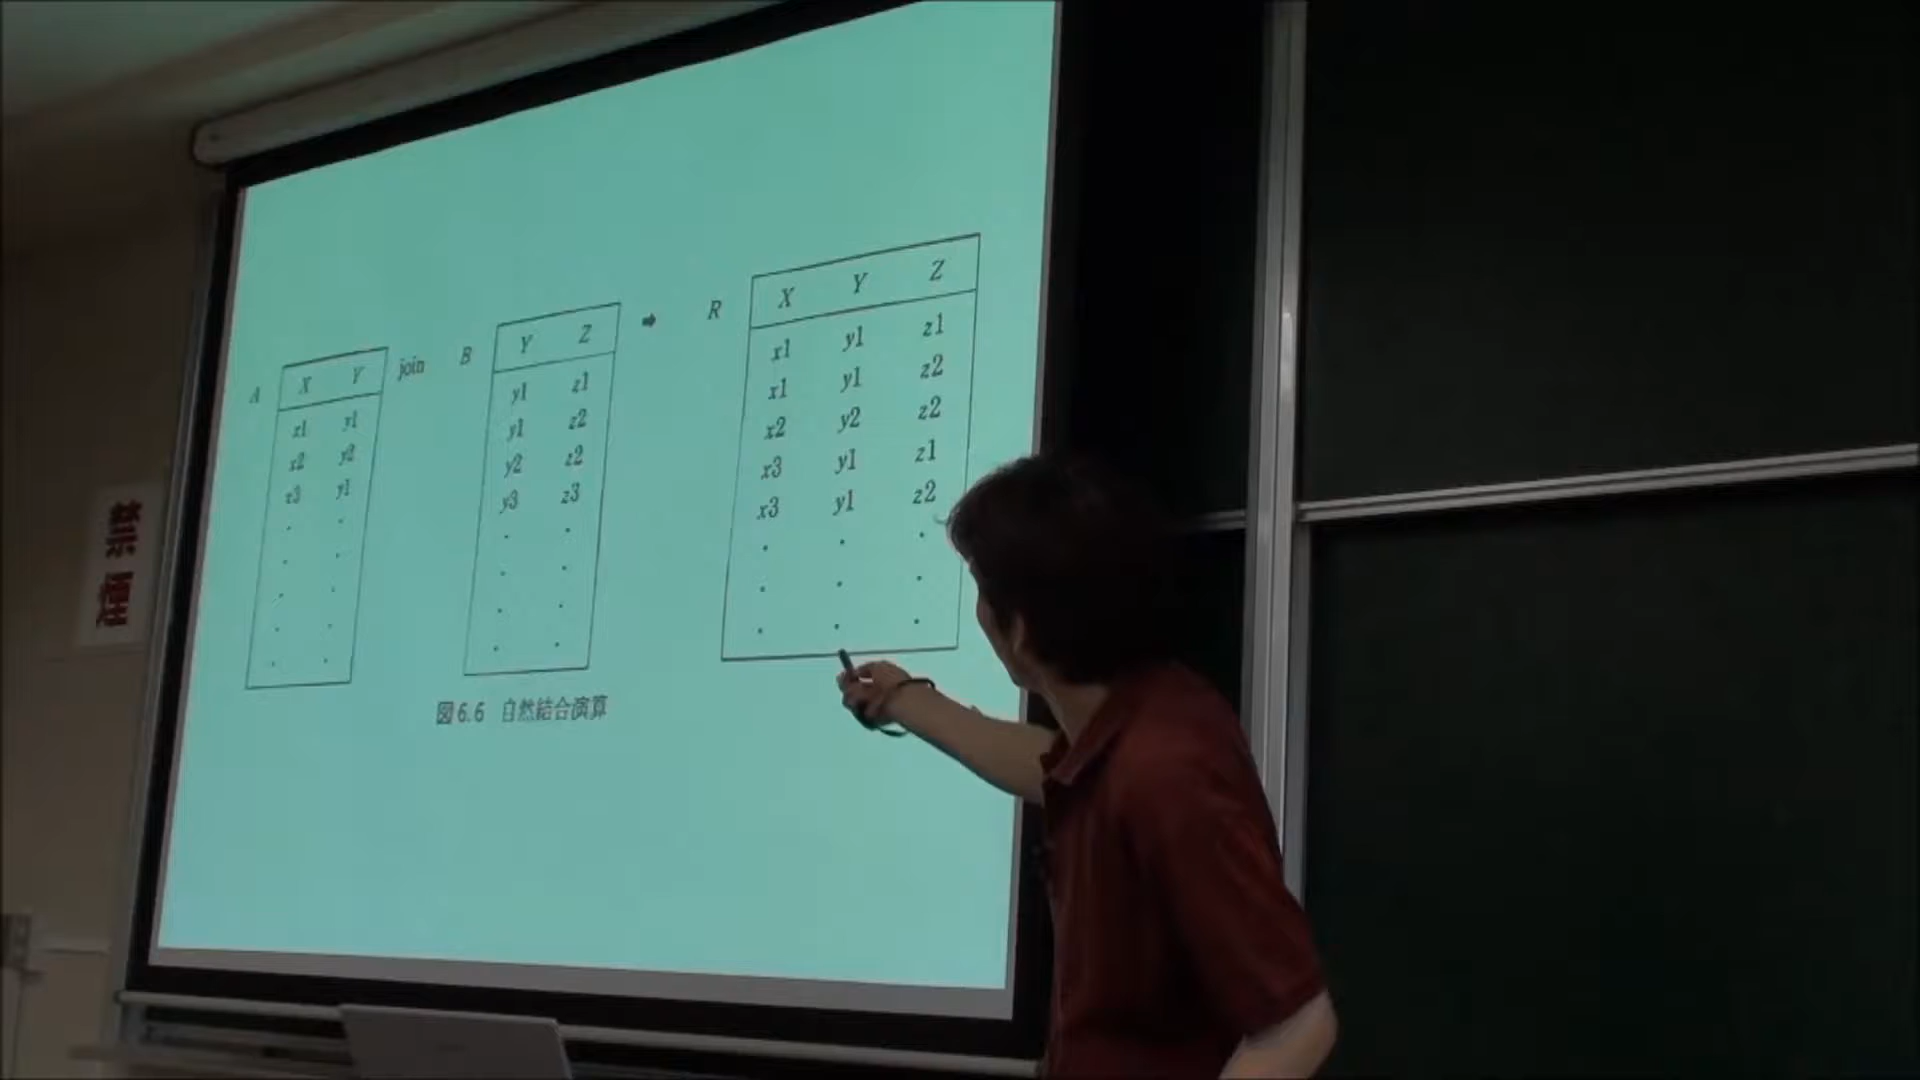 禁煙
A
X Y
x1 y1
x2 y2
x3 y1
join
B
Y Z
y1 z1
y1 z2
y2 z2
y3 z3
➡
R
X Y Z
x1 y1 z1
x1 y1 z2
x2 y2 z2
x3 y1 z1
x3 y1 z2
図6.6 自然結合演算